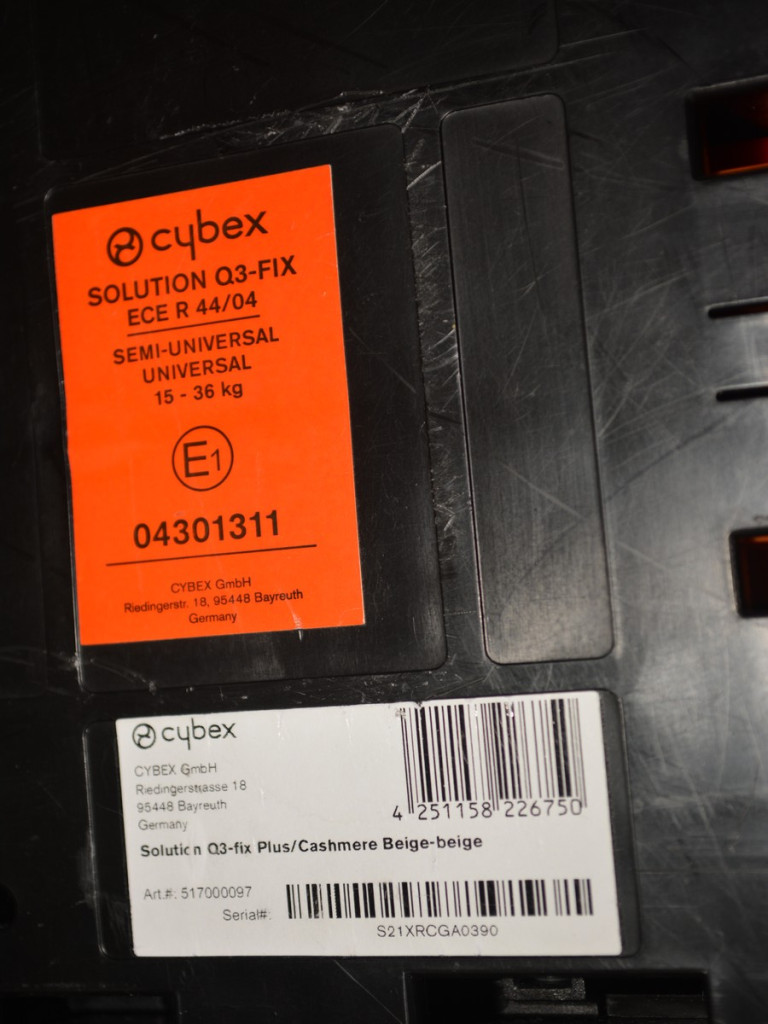 cybex
SOLUTION Q3-FIX
ECE R 44/04
SEMI-UNIVERSAL
UNIVERSAL
15 - 36 kg
E1
04301311
CYBEX GmbH
Riedingerstr. 18, 95448 Bayreuth
Germany
cybex
CYBEX GmbH
Riedingerstrasse 18
95448 Bayreuth
Germany
4 251158 226750
Solution Q3-fix Plus/Cashmere Beige-beige
Art.#: 517000097
Serial#:
S21XRCGA0390